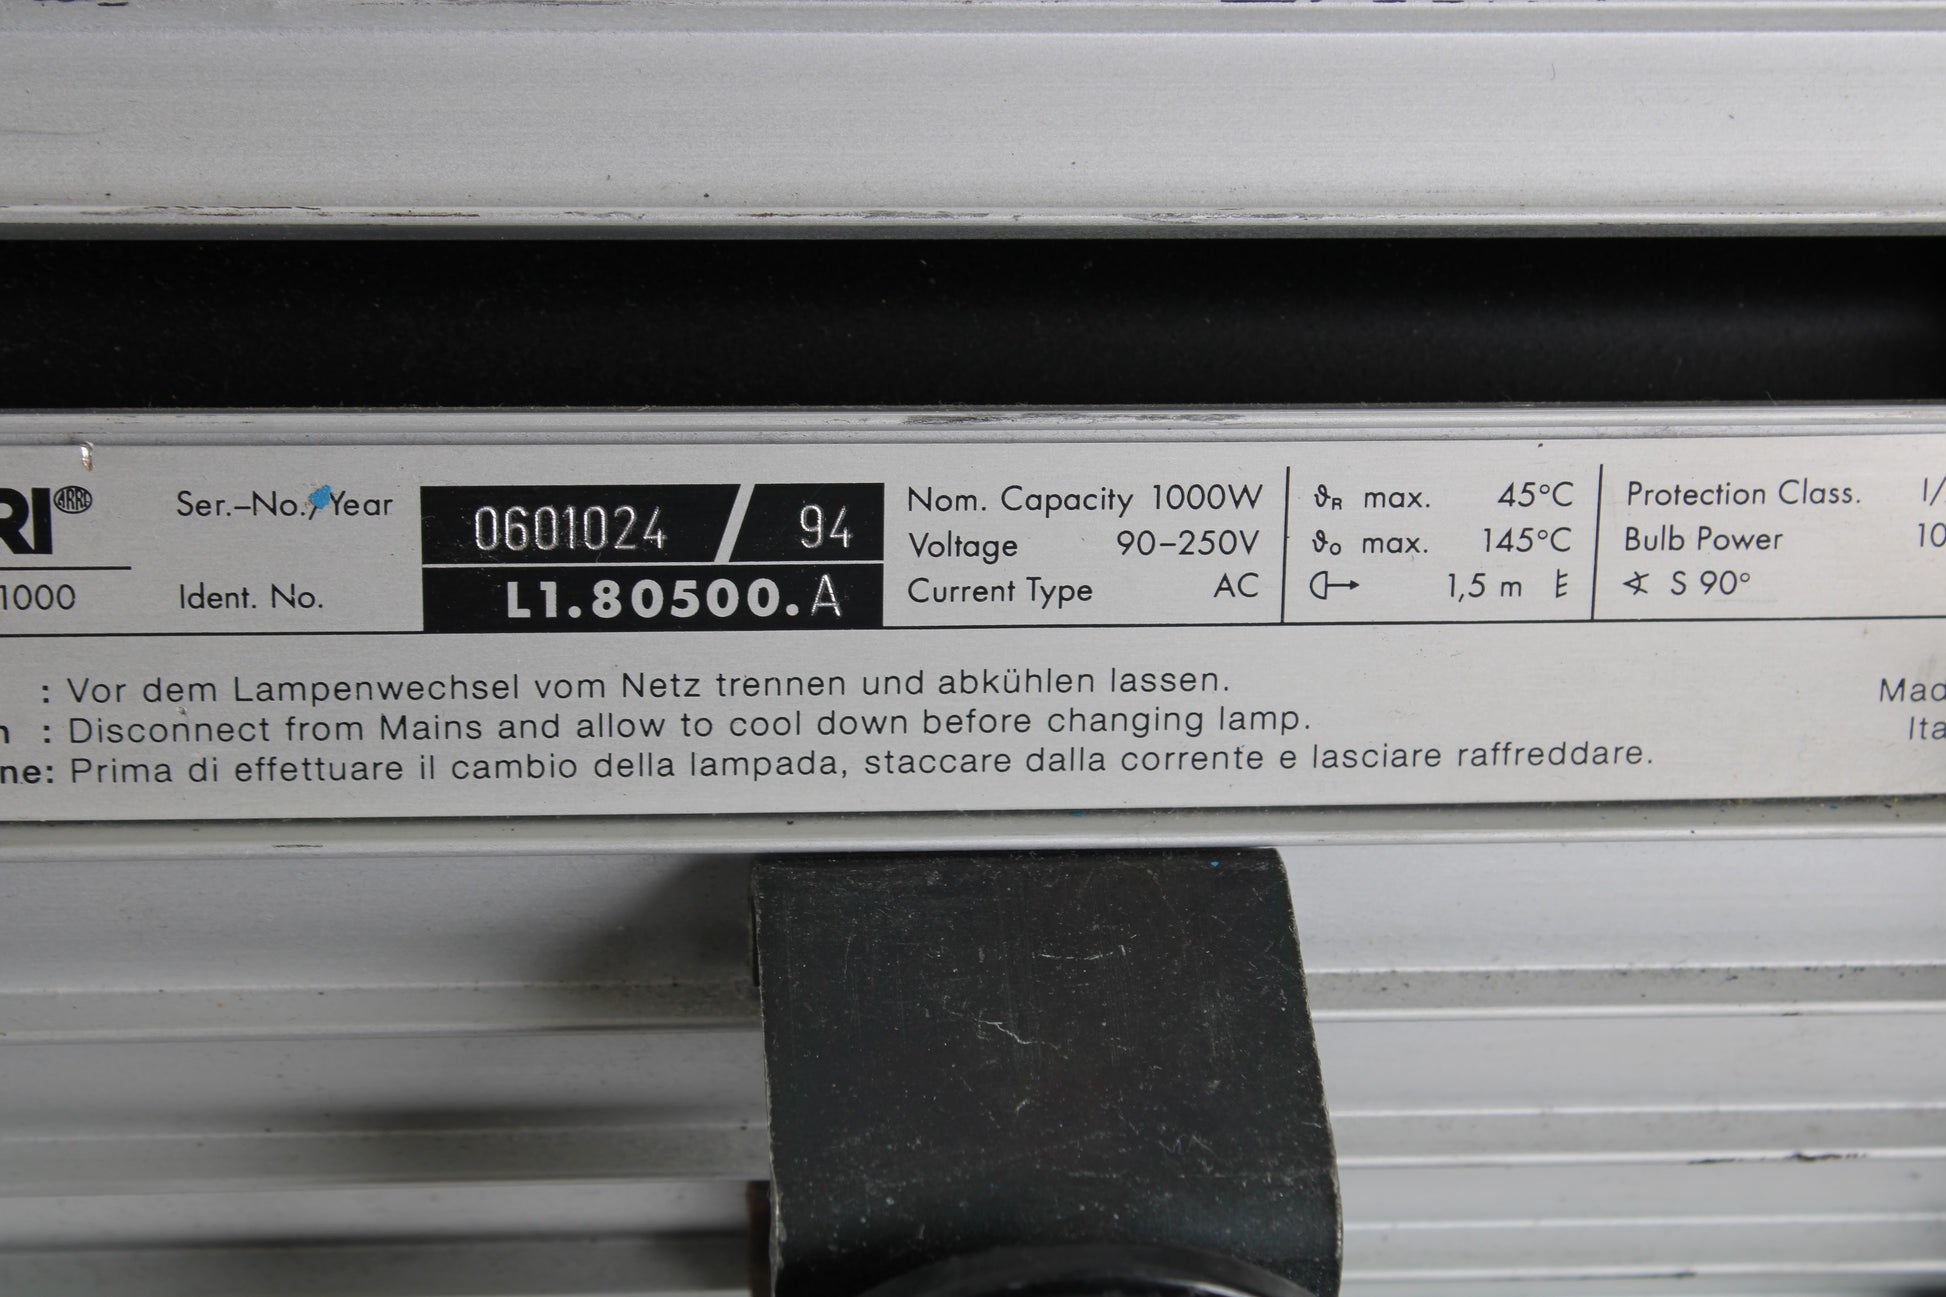 RI ARRI
1000
Ser.-No./Year 0601024 / 94
Ident. No. L1.80500.A
Nom. Capacity 1000W
Voltage 90-250V
Current Type AC
ϑR max. 45°C
ϑo max. 145°C
1,5 m E
Protection Class. I/
Bulb Power 10
∢ S 90°
: Vor dem Lampenwechsel vom Netz trennen und abkühlen lassen.
n : Disconnect from Mains and allow to cool down before changing lamp.
ne: Prima di effettuare il cambio della lampada, staccare dalla corrente e lasciare raffreddare.
Mad
Ita